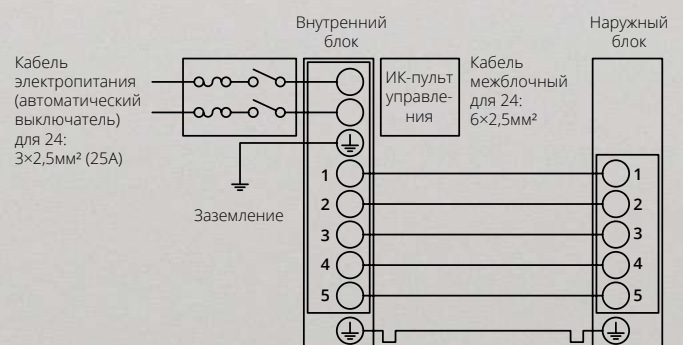 Внутренний
блок
Наружный
блок
Кабель
электропитания
(автоматический
выключатель)
для 24:
3×2,5мм² (25А)
ИК-пульт
управле-
ния
Кабель
межблочный
для 24:
6×2,5мм²
Заземление
1
2
3
4
5
1
2
3
4
5